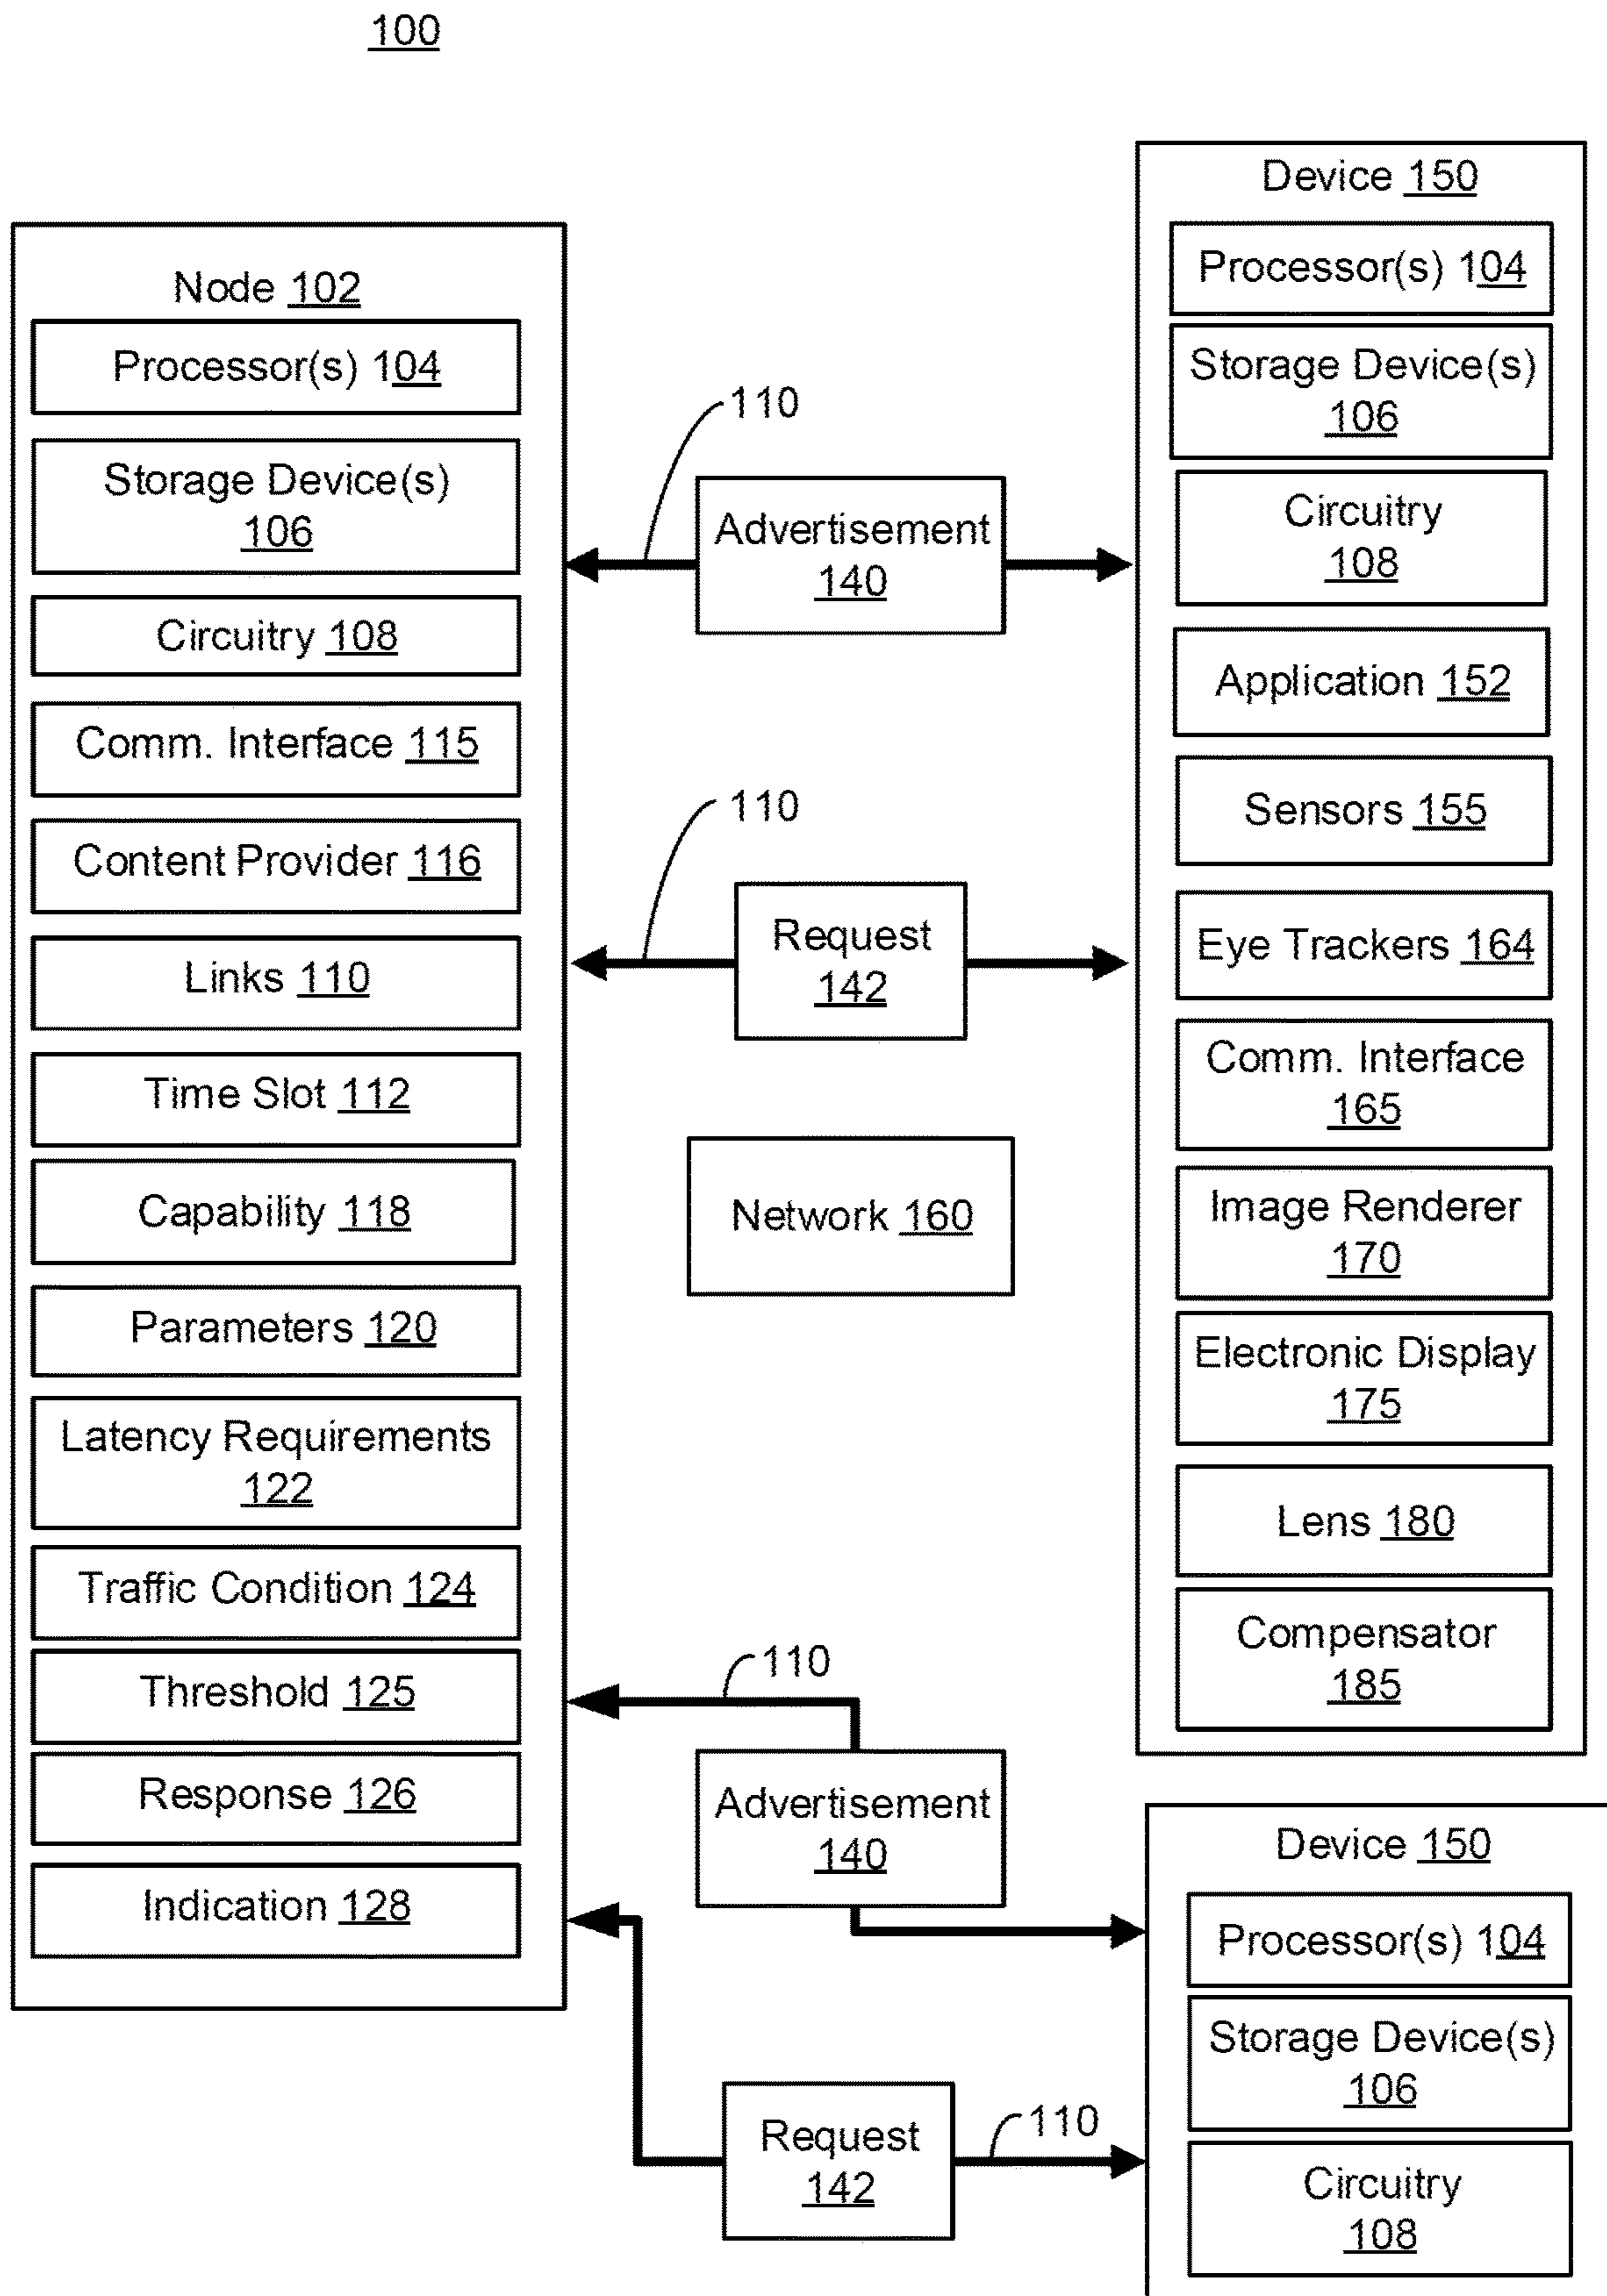 100
Node 102
Processor(s) 104
Storage Device(s)
106
Circuitry 108
Comm. Interface 115
Content Provider 116
Links 110
Time Slot 112
Capability 118
Parameters 120
Latency Requirements
122
Traffic Condition 124
Threshold 125
Response 126
Indication 128
110
Advertisement
140
110
Request
142
Network 160
110
Advertisement
140
Request
142
110
Device 150
Processor(s) 104
Storage Device(s)
106
Circuitry
108
Application 152
Sensors 155
Eye Trackers 164
Comm. Interface
165
Image Renderer
170
Electronic Display
175
Lens 180
Compensator
185
Device 150
Processor(s) 104
Storage Device(s)
106
Circuitry
108